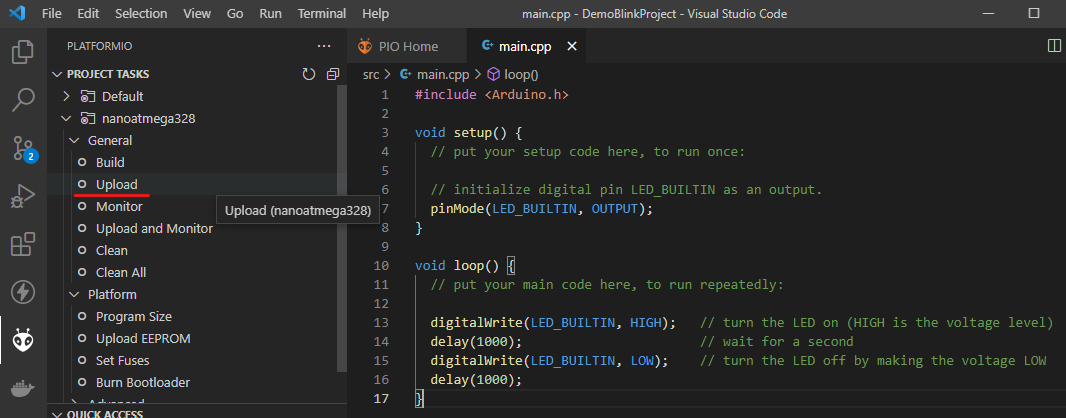 File Edit Selection View Go Run Terminal Help main.cpp - DemoBlinkProject - Visual Studio Code
PLATFORMIO ···
PIO Home
main.cpp
PROJECT TASKS
Default
nanoatmega328
General
Build
Upload
Monitor
Upload and Monitor
Clean
Clean All
Platform
Program Size
Upload EEPROM
Set Fuses
Burn Bootloader
Advanced
QUICK ACCESS
2
Upload (nanoatmega328)
src > main.cpp > loop()
1 #include <Arduino.h>
2
3 void setup() {
4 // put your setup code here, to run once:
5
6 // initialize digital pin LED_BUILTIN as an output.
7 pinMode(LED_BUILTIN, OUTPUT);
8 }
9
10 void loop() {
11 // put your main code here, to run repeatedly:
12
13 digitalWrite(LED_BUILTIN, HIGH); // turn the LED on (HIGH is the voltage level)
14 delay(1000); // wait for a second
15 digitalWrite(LED_BUILTIN, LOW); // turn the LED off by making the voltage LOW
16 delay(1000);
17 }